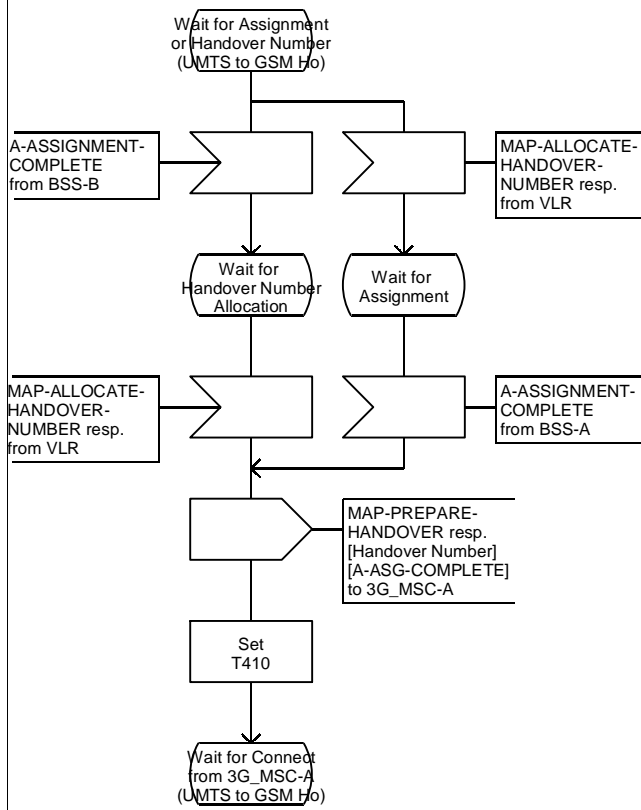 Wait for Assignment
or Handover Number
(UMTS to GSM Ho)
A-ASSIGNMENT-
COMPLETE
from BSS-B
MAP-ALLOCATE-
HANDOVER-
NUMBER resp.
from VLR
Wait for
Handover Number
Allocation
Wait for
Assignment
MAP-ALLOCATE-
HANDOVER-
NUMBER resp.
from VLR
A-ASSIGNMENT-
COMPLETE
from BSS-A
MAP-PREPARE-
HANDOVER resp.
[Handover Number]
[A-ASG-COMPLETE]
to 3G_MSC-A
Set
T410
Wait for Connect
from 3G_MSC-A
(UMTS to GSM Ho)